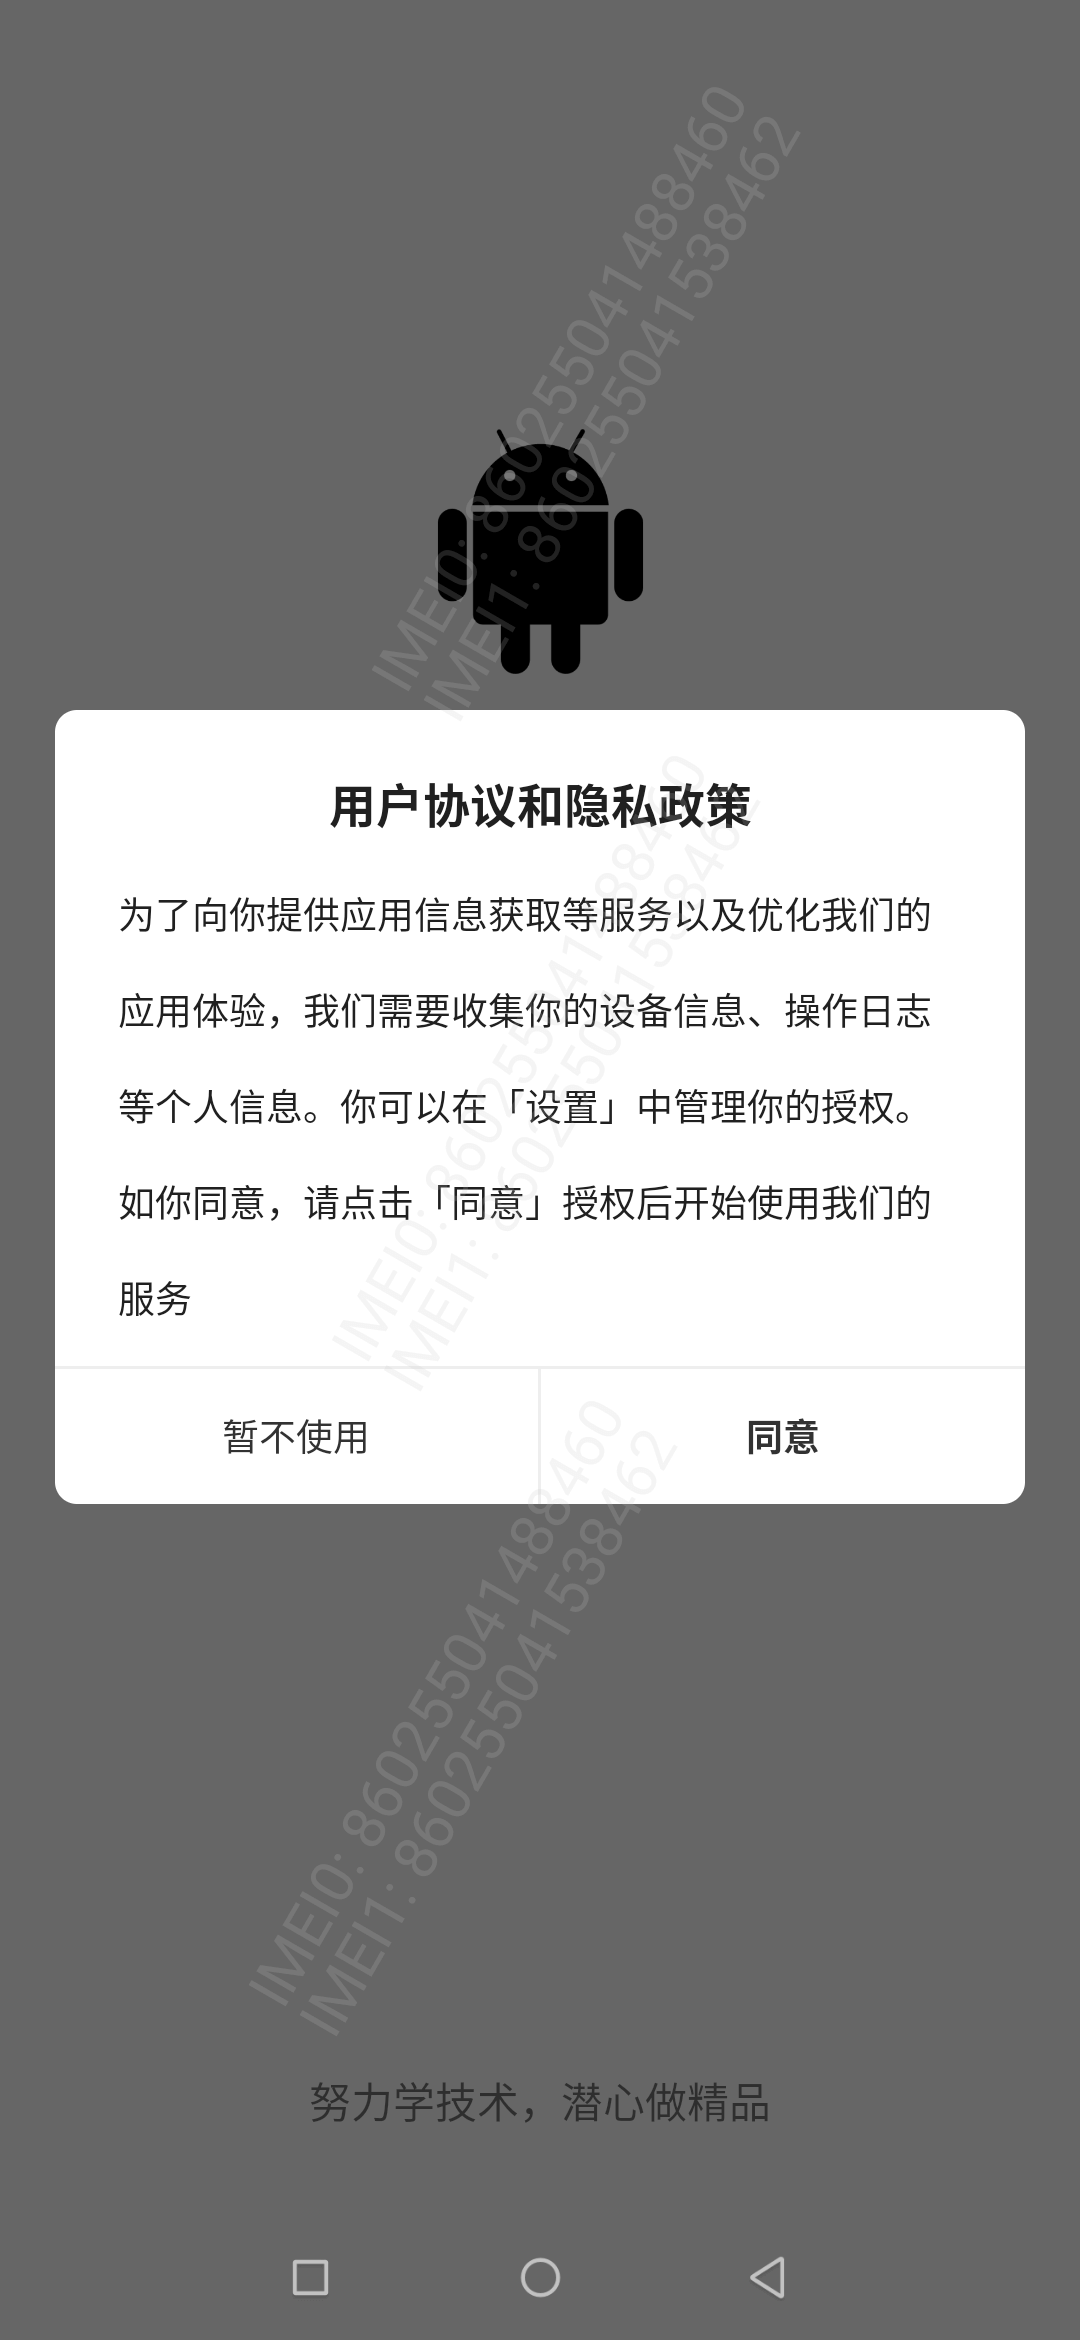 IMEI0: 860255041488460
IMEI1: 860255041538462
用户协议和隐私政策
为了向你提供应用信息获取等服务以及优化我们的
应用体验，我们需要收集你的设备信息、操作日志
等个人信息。你可以在「设置」中管理你的授权。
如你同意，请点击「同意」授权后开始使用我们的
服务
IMEI0: 860255041488460
IMEI1: 860255041538462
暂不使用
同意
IMEI0: 860255041488460
IMEI1: 860255041538462
努力学技术，潜心做精品